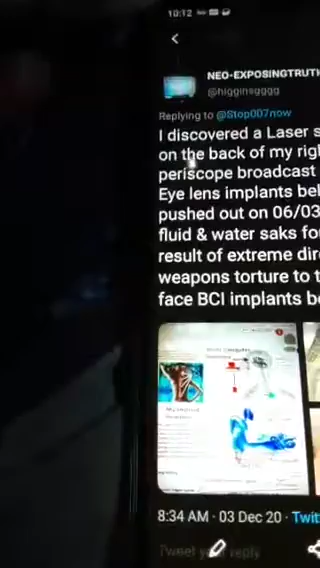 10:12
NEO-EXPOSINGTRUTH
@higginsgggg
Replying to @Stop007now
I discovered a Laser s
on the back of my righ
periscope broadcast
Eye lens implants bel
pushed out on 06/03
fluid & water saks fo
result of extreme dire
weapons torture to t
face BCI implants be
8:34 AM · 03 Dec 20 · Twitt
Tweet your reply